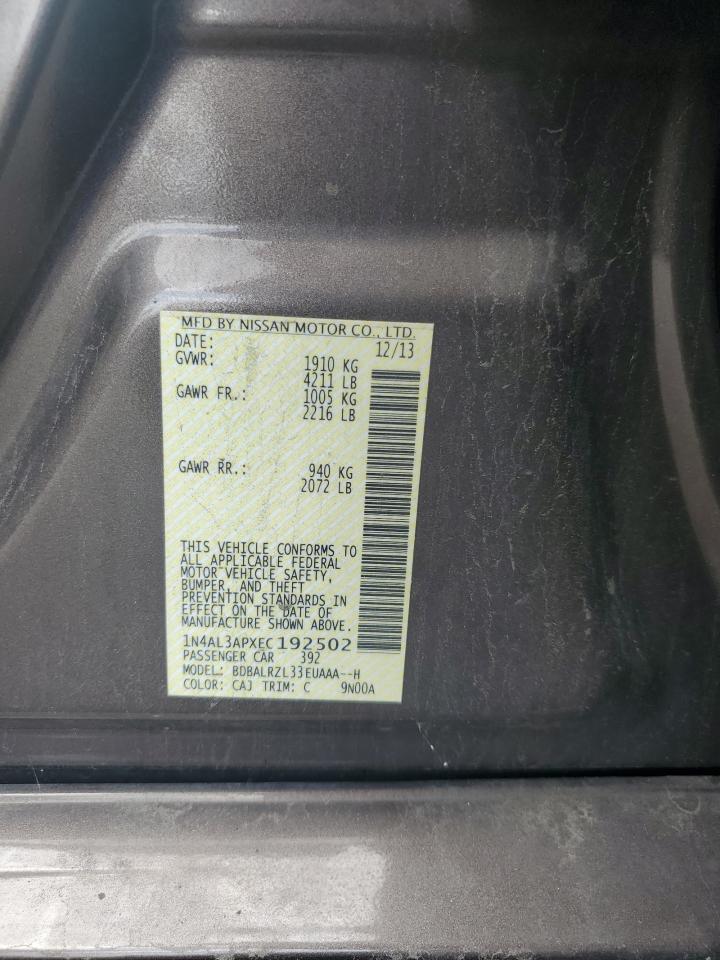 MFD BY NISSAN MOTOR CO., LTD.
DATE: 12/13
GVWR: 1910 KG
4211 LB
GAWR FR.: 1005 KG
2216 LB
GAWR RR.: 940 KG
2072 LB
THIS VEHICLE CONFORMS TO
ALL APPLICABLE FEDERAL
MOTOR VEHICLE SAFETY,
BUMPER, AND THEFT
PREVENTION STANDARDS IN
EFFECT ON THE DATE OF
MANUFACTURE SHOWN ABOVE.
1N4AL3APXEC192502
PASSENGER CAR 392
MODEL: BDBALRZL33EUAAA--H
COLOR: CAJ TRIM: C 9N00A